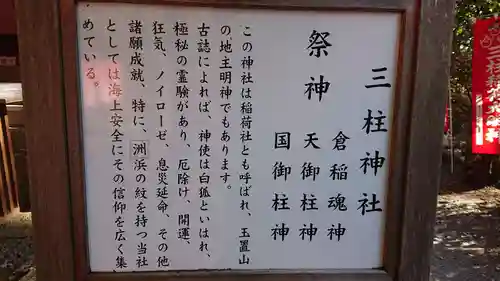 三柱神社
祭神
倉稲魂神
天御柱神
国御柱神
この神社は稲荷社とも呼ばれ、玉置山
の地主明神でもあります。
古誌によれば、神使は白狐といはれ、
極秘の霊験があり、厄除け、開運、
狂気、ノイローゼ、息災延命、その他
諸願成就、特に、洲浜の紋を持つ当社
としては海上安全にその信仰を広く集
めている。